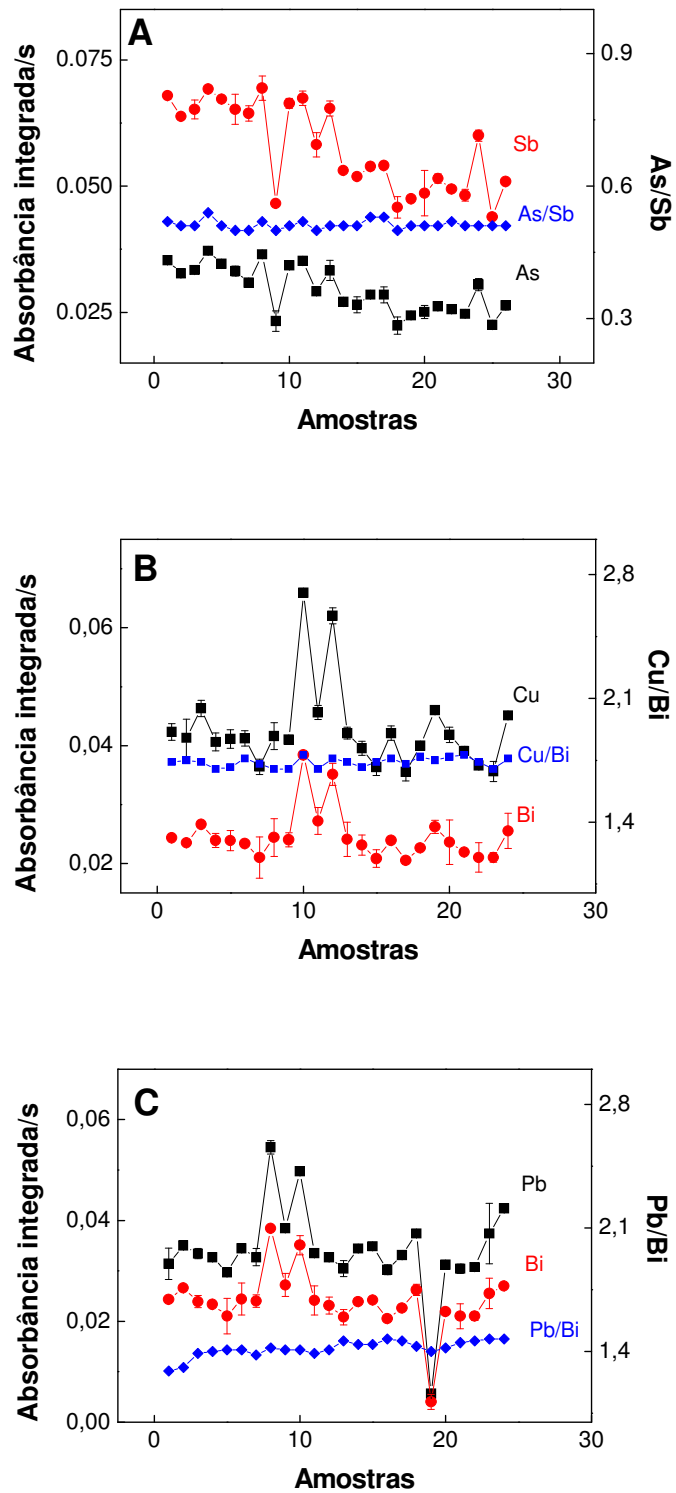 A
Absorbância integrada/s
0.075
0.050
0.025
0.9
0.6
0.3
As/Sb
Sb
As/Sb
As
0 10 20 30
Amostras
B
Absorbância integrada/s
0,06
0,04
0,02
2,8
2,1
1,4
Cu/Bi
Cu
Cu/Bi
Bi
0 10 20 30
Amostras
C
Absorbância integrada/s
0,06
0,04
0,02
0,00
2,8
2,1
1,4
Pb/Bi
Pb
Bi
Pb/Bi
0 10 20 30
Amostras